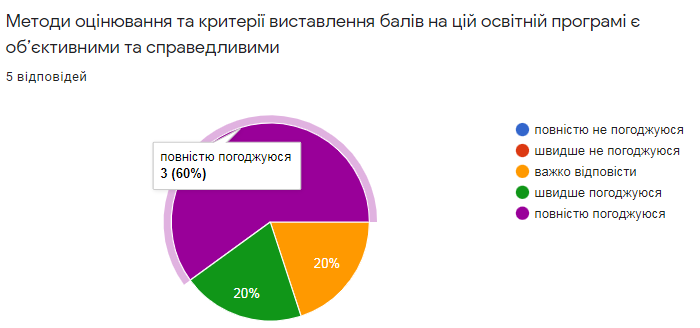 Методи оцінювання та критерії виставлення балів на цій освітній програмі є
об'єктивними та справедливими
5 відповідей
повністю погоджуюся
3 (60%)
20%
20%
повністю не погоджуюся
швидше не погоджуюся
важко відповісти
швидше погоджуюся
повністю погоджуюся